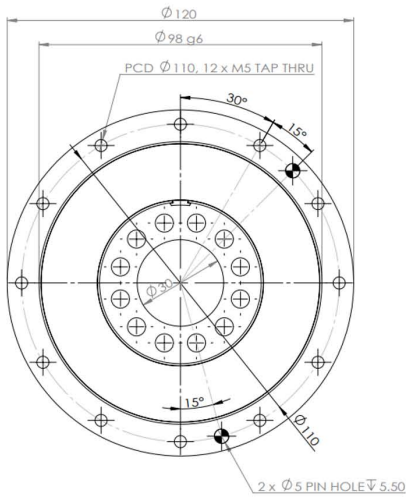 Ø120
Ø98 g6
PCD Ø110, 12 x M5 TAP THRU
30°
15°
Ø30
15°
Ø110
2 x Ø5 PIN HOLE ↧ 5.50